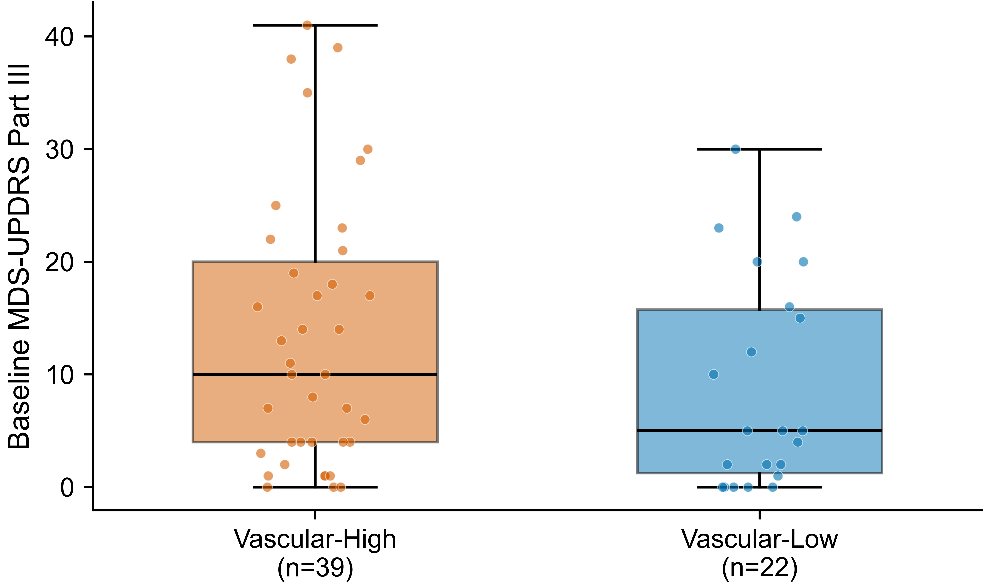 Baseline MDS-UPDRS Part III
40
30
20
10
0
Vascular-High
(n=39)
Vascular-Low
(n=22)